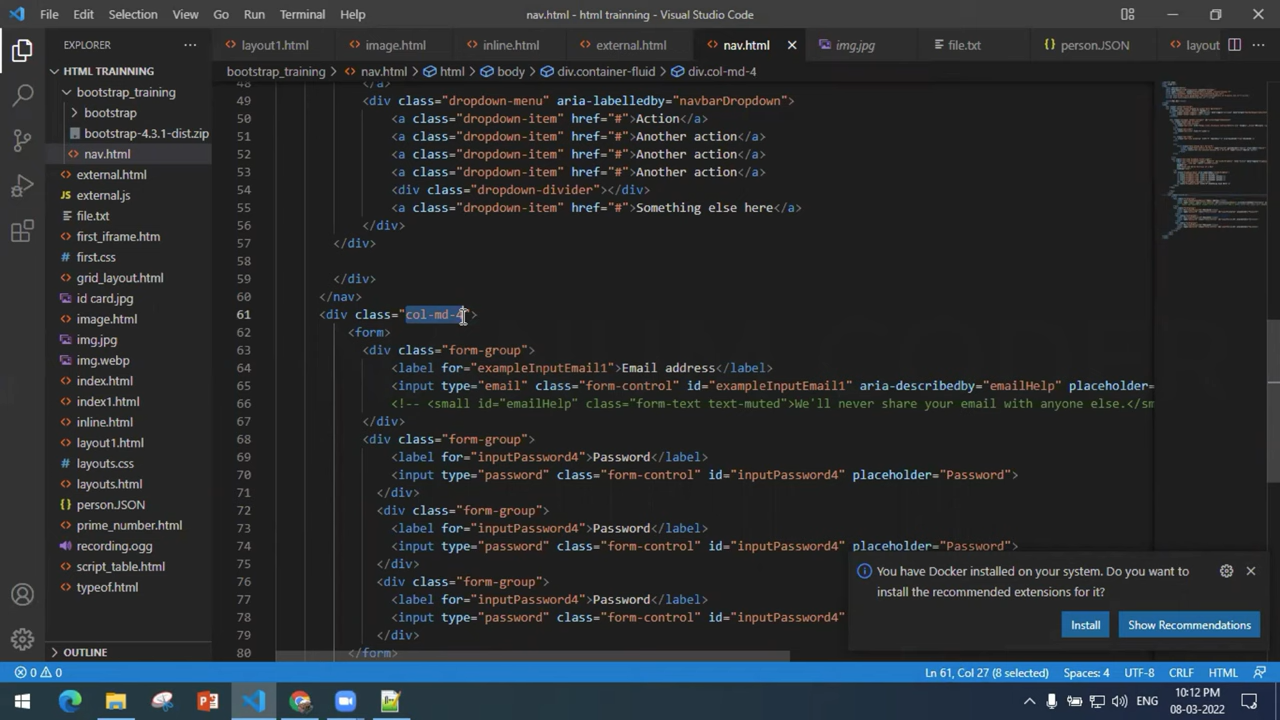 File Edit Selection View Go Run Terminal Help
nav.html - html trainning - Visual Studio Code
EXPLORER
layout1.html image.html inline.html external.html nav.html img.jpg file.txt person.JSON layout
HTML TRAINNING
bootstrap_training > nav.html > html > body > div.container-fluid > div.col-md-4
bootstrap_training
bootstrap
bootstrap-4.3.1-dist.zip
nav.html
external.html
external.js
file.txt
first_iframe.htm
first.css
grid_layout.html
id card.jpg
image.html
img.jpg
img.webp
index.html
index1.html
inline.html
layout1.html
layouts.css
layouts.html
person.JSON
prime_number.html
recording.ogg
script_table.html
typeof.html
OUTLINE
48 </a>
49 <div class="dropdown-menu" aria-labelledby="navbarDropdown">
50 <a class="dropdown-item" href="#">Action</a>
51 <a class="dropdown-item" href="#">Another action</a>
52 <a class="dropdown-item" href="#">Another action</a>
53 <a class="dropdown-item" href="#">Another action</a>
54 <div class="dropdown-divider"></div>
55 <a class="dropdown-item" href="#">Something else here</a>
56 </div>
57 </div>
58
59 </div>
60 </nav>
61 <div class="col-md-4">
62 <form>
63 <div class="form-group">
64 <label for="exampleInputEmail1">Email address</label>
65 <input type="email" class="form-control" id="exampleInputEmail1" aria-describedby="emailHelp" placeholder=
66 <!-- <small id="emailHelp" class="form-text text-muted">We'll never share your email with anyone else.</sm
67 </div>
68 <div class="form-group">
69 <label for="inputPassword4">Password</label>
70 <input type="password" class="form-control" id="inputPassword4" placeholder="Password">
71 </div>
72 <div class="form-group">
73 <label for="inputPassword4">Password</label>
74 <input type="password" class="form-control" id="inputPassword4" placeholder="Password">
75 </div>
76 <div class="form-group">
77 <label for="inputPassword4">Password</label>
78 <input type="password" class="form-control" id="inputPassword4"
79 </div>
80 </form>
You have Docker installed on your system. Do you want to
install the recommended extensions for it?
Install Show Recommendations
0 0 Ln 61, Col 27 (8 selected) Spaces: 4 UTF-8 CRLF HTML
ENG
10:12 PM
08-03-2022